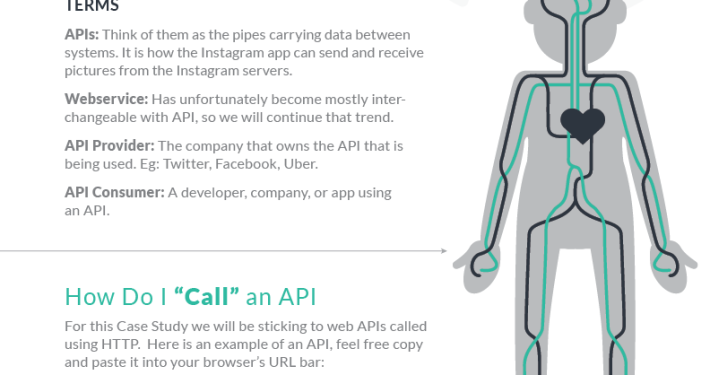 TERMS
APIs: Think of them as the pipes carrying data between
systems. It is how the Instagram app can send and receive
pictures from the Instagram servers.
Webservice: Has unfortunately become mostly inter-
changeable with API, so we will continue that trend.
API Provider: The company that owns the API that is
being used. Eg: Twitter, Facebook, Uber.
API Consumer: A developer, company, or app using
an API.
How Do I “Call” an API
For this Case Study we will be sticking to web APIs called
using HTTP.  Here is an example of an API, feel free copy
and paste it into your browser’s URL bar: